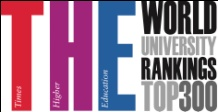 THE
Times
Higher
Education
WORLD
UNIVERSITY
RANKINGS
TOP300